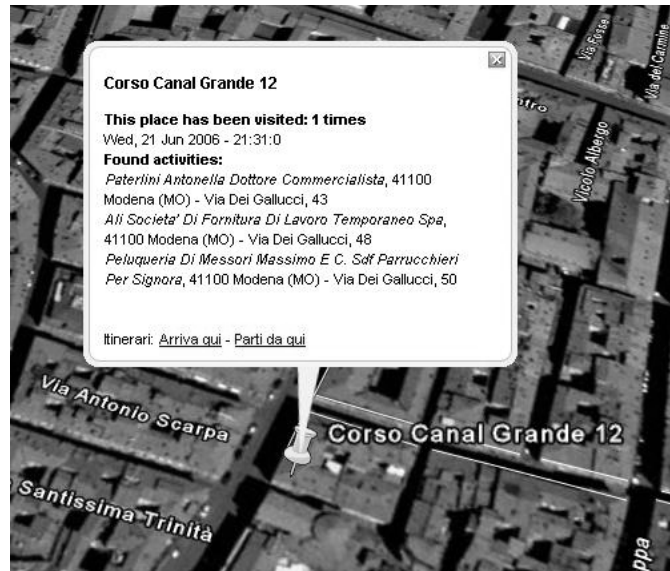 Corso Canal Grande 12
This place has been visited: 1 times
Wed, 21 Jun 2006 - 21:31:0
Found activities:
Paterlini Antonella Dottore Commercialista, 41100
Modena (MO) - Via Dei Gallucci, 43
Ali Societa' Di Fornitura Di Lavoro Temporaneo Spa,
41100 Modena (MO) - Via Dei Gallucci, 48
Peluqueria Di Messori Massimo E C. Sdf Parrucchieri
Per Signora, 41100 Modena (MO) - Via Dei Gallucci, 50
Itinerari: Arriva qui - Parti da qui
Via Fosse
Via del Carmine
ntro
Vicolo Albergo
Via Antonio Scarpa
Corso Canal Grande 12
Santissima Trinità
ppa